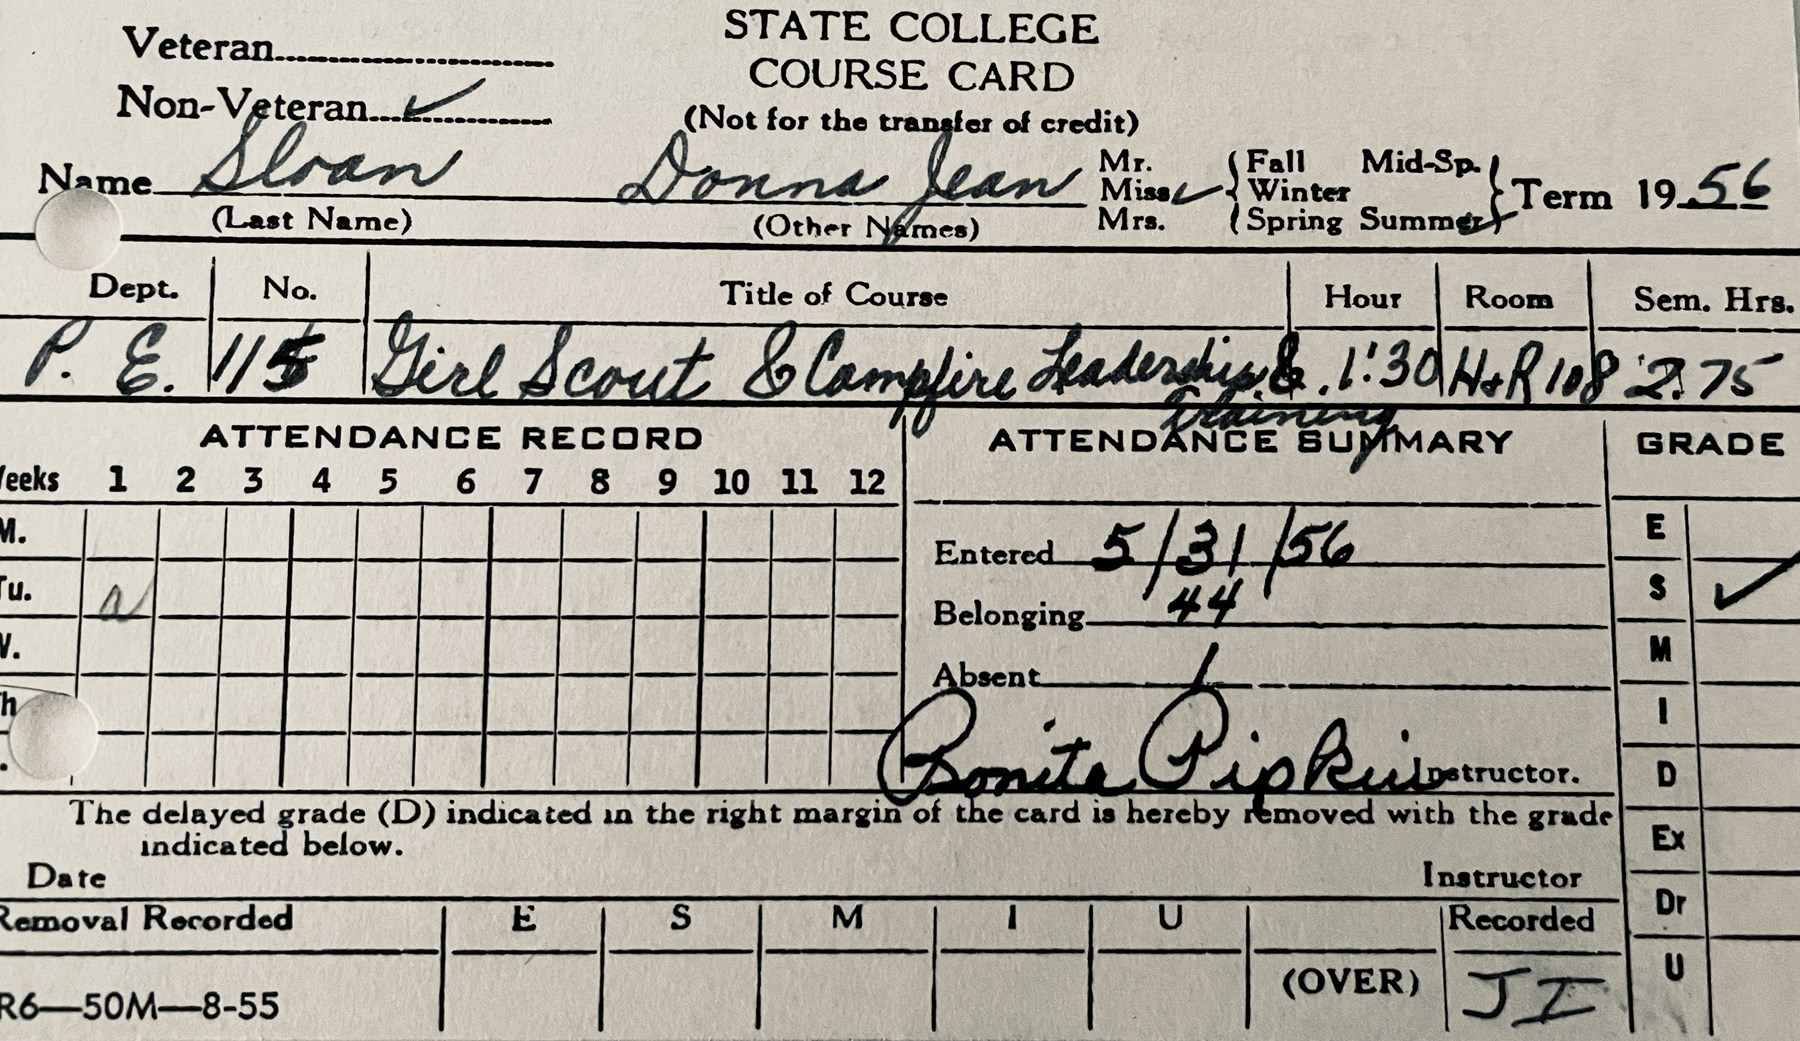 STATE COLLEGE
COURSE CARD
(Not for the transfer of credit)
Veteran
Non-Veteran ✓
Name Sloan Donna Jean Mr. Miss ✓ Mrs. Fall Winter Spring Mid-Sp. Summer ✓ Term 19 56
(Last Name) (Other Names)
Dept. No. Title of Course Hour Room Sem. Hrs.
P. E. 115 Girl Scout & Campfire Leadership & 1:30 H+R 108 2.75
Training
ATTENDANCE RECORD ATTENDANCE SUMMARY GRADE
Weeks 1 2 3 4 5 6 7 8 9 10 11 12
M.
Entered 5/31/56
E
Tu. a
Belonging 44
S ✓
W.
Absent 1
M
Th
I
Bonita Pipkin Instructor.
D
The delayed grade (D) indicated in the right margin of the card is hereby removed with the grade
indicated below.
Ex
Date Instructor
Dr
Removal Recorded E S M I U Recorded
U
(OVER) JI
R6—50M—8-55